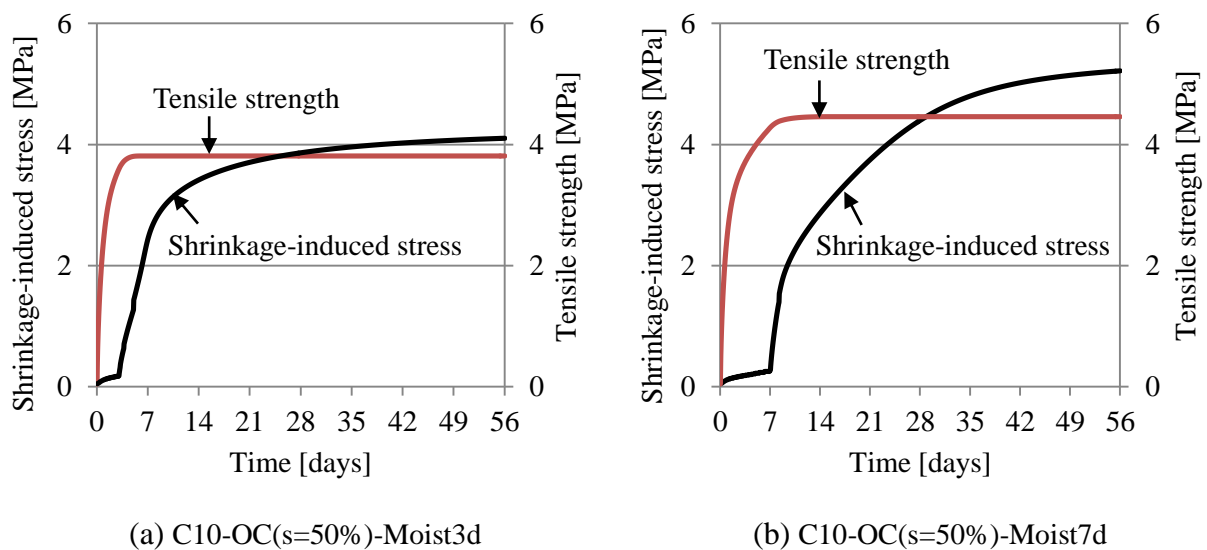 Shrinkage-induced stress [MPa]
6
4
2
0
Tensile strength
Shrinkage-induced stress
6
4
2
0
Tensile strength [MPa]
0 7 14 21 28 35 42 49 56
Time [days]
(a) C10-OC(s=50%)-Moist3d
Shrinkage-induced stress [MPa]
6
4
2
0
Tensile strength
Shrinkage-induced stress
6
4
2
0
Tensile strength [MPa]
0 7 14 21 28 35 42 49 56
Time [days]
(b) C10-OC(s=50%)-Moist7d